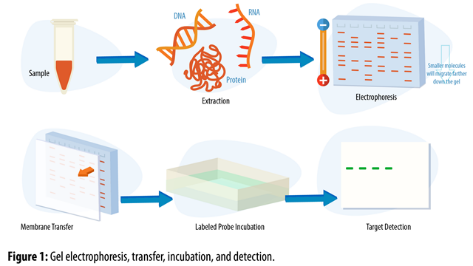 DNA
RNA
Protein
Sample
Extraction
Electrophoresis
Smaller molecules
will migrate further
down the gel
Membrane Transfer
Labeled Probe Incubation
Target Detection
Figure 1: Gel electrophoresis, transfer, incubation, and detection.